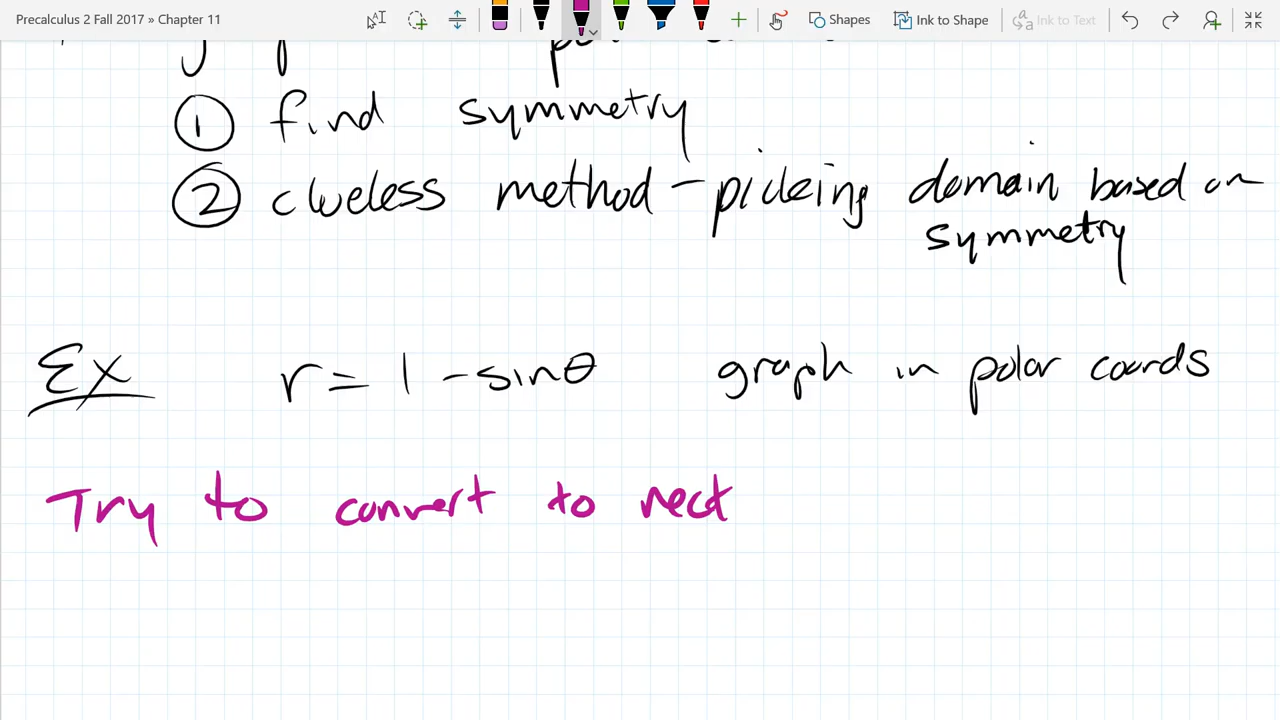 Precalculus 2 Fall 2017 » Chapter 11
Shapes
Ink to Shape
Ink to Text
① find symmetry
② clueless method - picking domain based on
symmetry
Ex r = 1 - sinθ graph in polar coords
Try to convert to rect